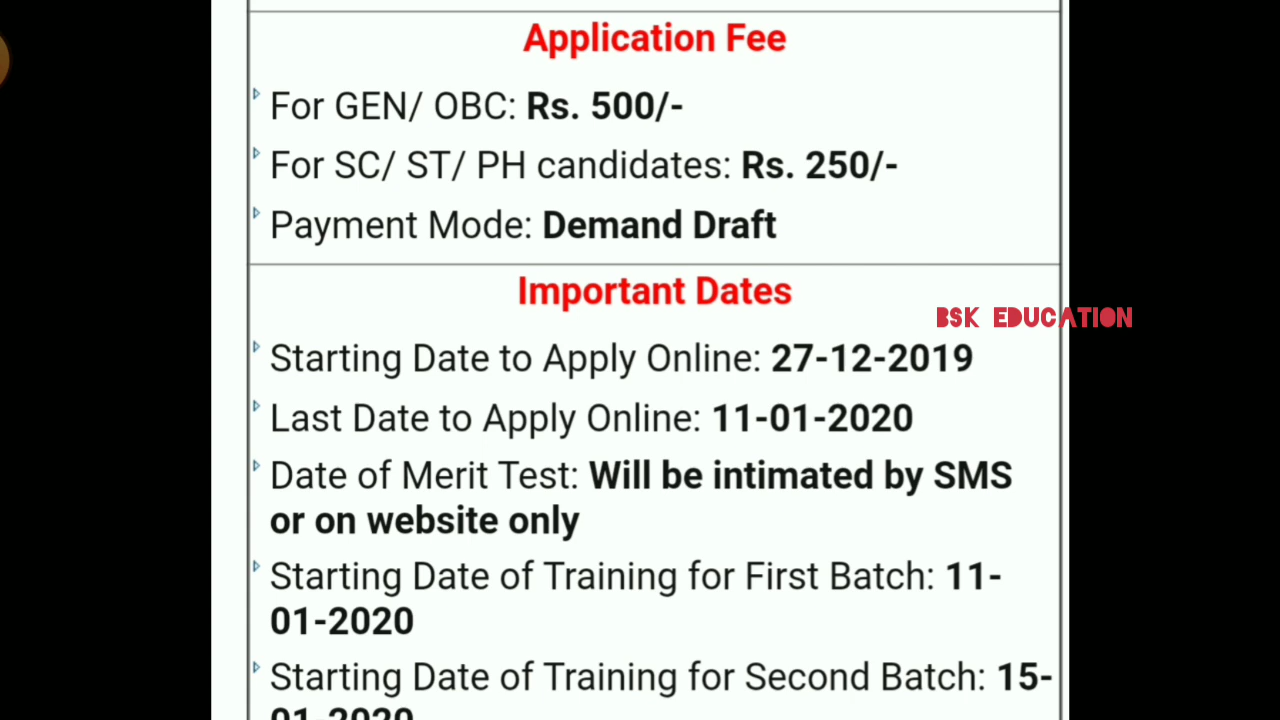 Application Fee
For GEN/ OBC: Rs. 500/-
For SC/ ST/ PH candidates: Rs. 250/-
Payment Mode: Demand Draft
Important Dates
BSK EDUCATION
Starting Date to Apply Online: 27-12-2019
Last Date to Apply Online: 11-01-2020
Date of Merit Test: Will be intimated by SMS
or on website only
Starting Date of Training for First Batch: 11-
01-2020
Starting Date of Training for Second Batch: 15-
01-2020